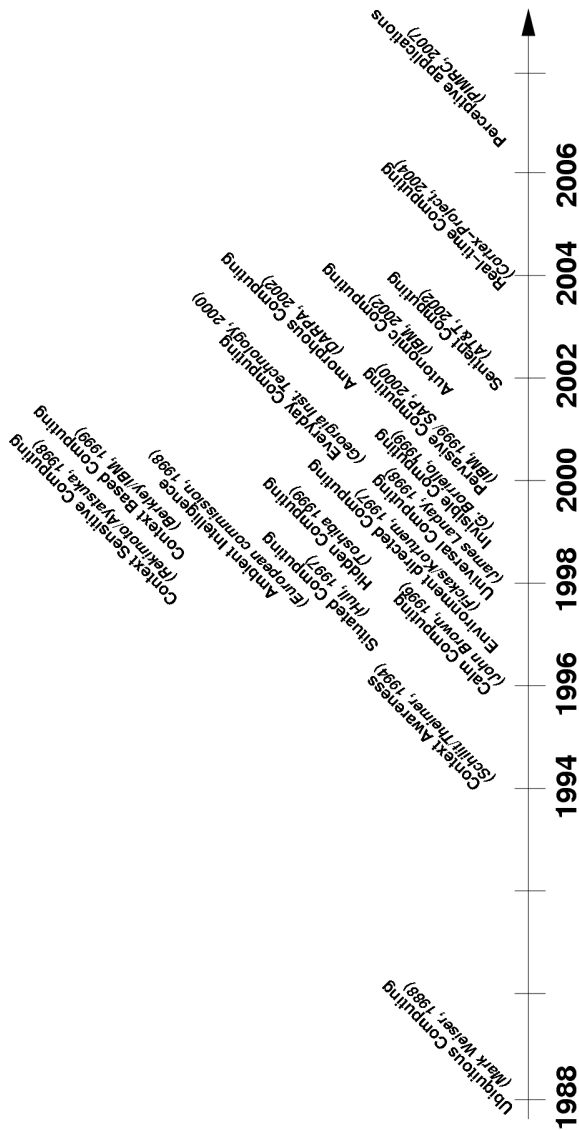 Ubiquitous Computing
(Mark Weiser, 1988)
Context Awareness
(Schilit/Theimer, 1994)
Calm Computing
(John Brown, 1996)
Environment directed Computing
(Fickas/Kortuem, 1997)
Situated Computing
(Hull, 1997)
Universal Computing
(James Landey, 1998)
Ambient Intelligence
(European commission, 1998)
Context Sensitive Computing
(Rekimoto/Ayatsuka, 1998)
Context Based Computing
(Berkley/IBM, 1999)
Hidden Computing
(Toshiba 1999)
Invisible Computing
(G. Borriello, 1999)
Pervasive Computing
(IBM, 1999/ SAP, 2000)
Everyday Computing
(Georgia Inst. Technology, 2000)
Amorphous Computing
(DARPA, 2002)
Autonomic Computing
(IBM, 2002)
Sentient Computing
(AT&T, 2002)
Real-time Computing
(Cortex-Project, 2004)
Perceptive applications
(PIMRC, 2007)
1988
1994
1996
1998
2000
2002
2004
2006